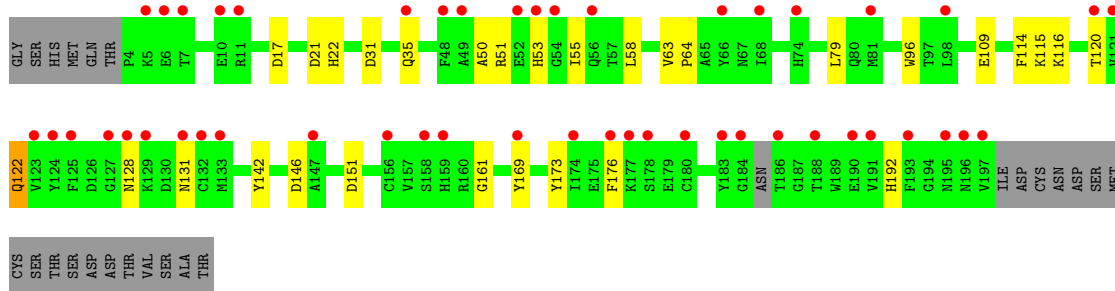 GLY SER HIS MET GLN THR P4 K5 E6 T7 E10 R11 D17 D21 H22 D31 Q35 F48 A49 A50 R51 E52 H53 G54 I55 Q56 T57 L58 V63 P64 A65 Y66 N67 I68 H74 L79 Q80 M81 W96 T97 L98 E109 F114 K115 K116 T120 V121
Q122 V123 Y124 F125 D126 G127 N128 K129 D130 N131 C132 M133 Y142 D146 A147 D151 C156 V157 S158 H159 R160 G161 Y169 Y173 I174 E175 F176 K177 S178 E179 C180 Y183 G184 ASN T186 G187 T188 W189 E190 V191 H192 F193 G194 N195 N196 V197 ILE ASP CYS ASN ASP SER MET
CYS SER THR SER ASP ASP THR VAL SER ALA THR